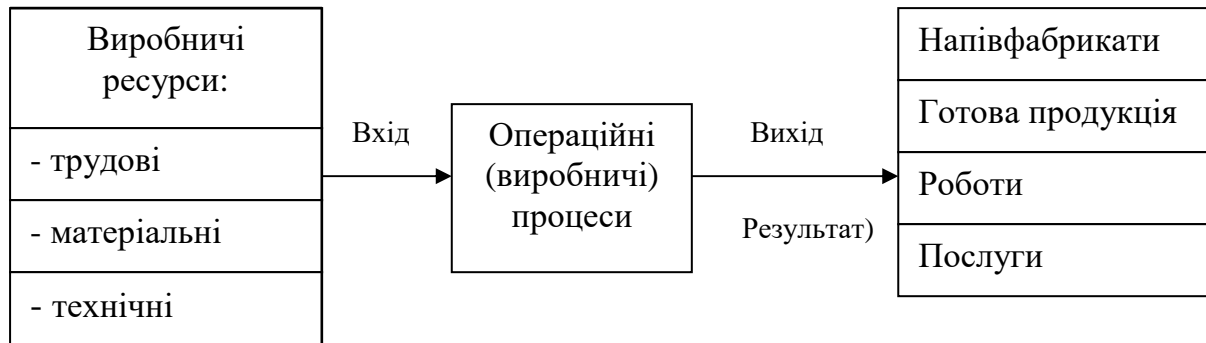 Виробничі
ресурси:
- трудові
- матеріальні
- технічні
Вхід
Операційні
(виробничі)
процеси
Вихід
Результат)
Напівфабрикати
Готова продукція
Роботи
Послуги